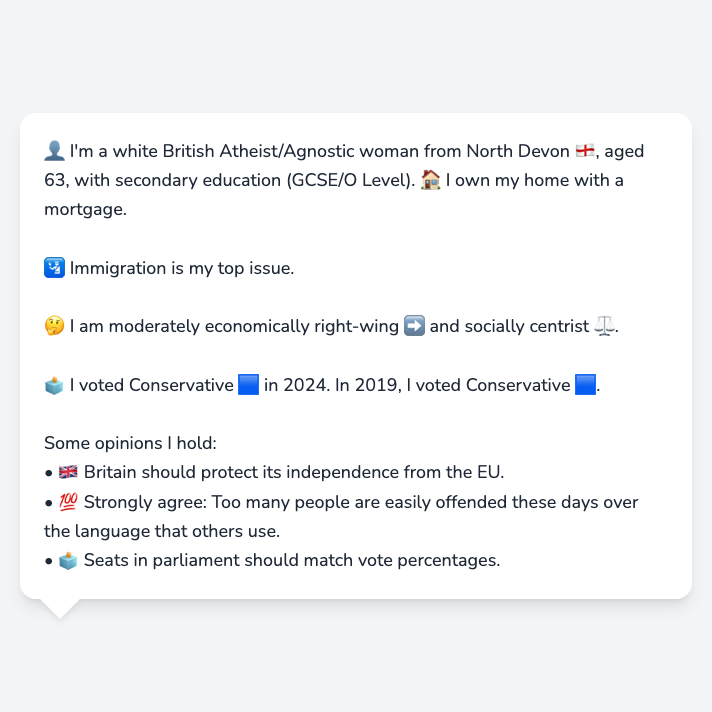 👤 I'm a white British Atheist/Agnostic woman from North Devon 🏴󠁧󠁢󠁥󠁮󠁧󠁿, aged
63, with secondary education (GCSE/O Level). 🏠 I own my home with a
mortgage.
🛂 Immigration is my top issue.
🤔 I am moderately economically right-wing ➡️ and socially centrist ⚖️.
🗳️ I voted Conservative 🟦 in 2024. In 2019, I voted Conservative 🟦.
Some opinions I hold:
• 🇬🇧 Britain should protect its independence from the EU.
• 💯 Strongly agree: Too many people are easily offended these days over
the language that others use.
• 🗳️ Seats in parliament should match vote percentages.